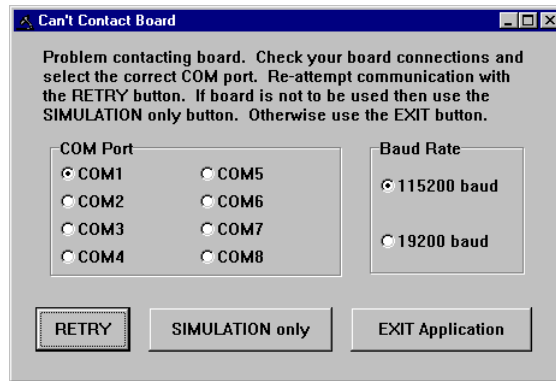 Can't Contact Board
Problem contacting board. Check your board connections and
select the correct COM port. Re-attempt communication with
the RETRY button. If board is not to be used then use the
SIMULATION only button. Otherwise use the EXIT button.
COM Port
COM1
COM2
COM3
COM4
COM5
COM6
COM7
COM8
Baud Rate
115200 baud
19200 baud
RETRY
SIMULATION only
EXIT Application